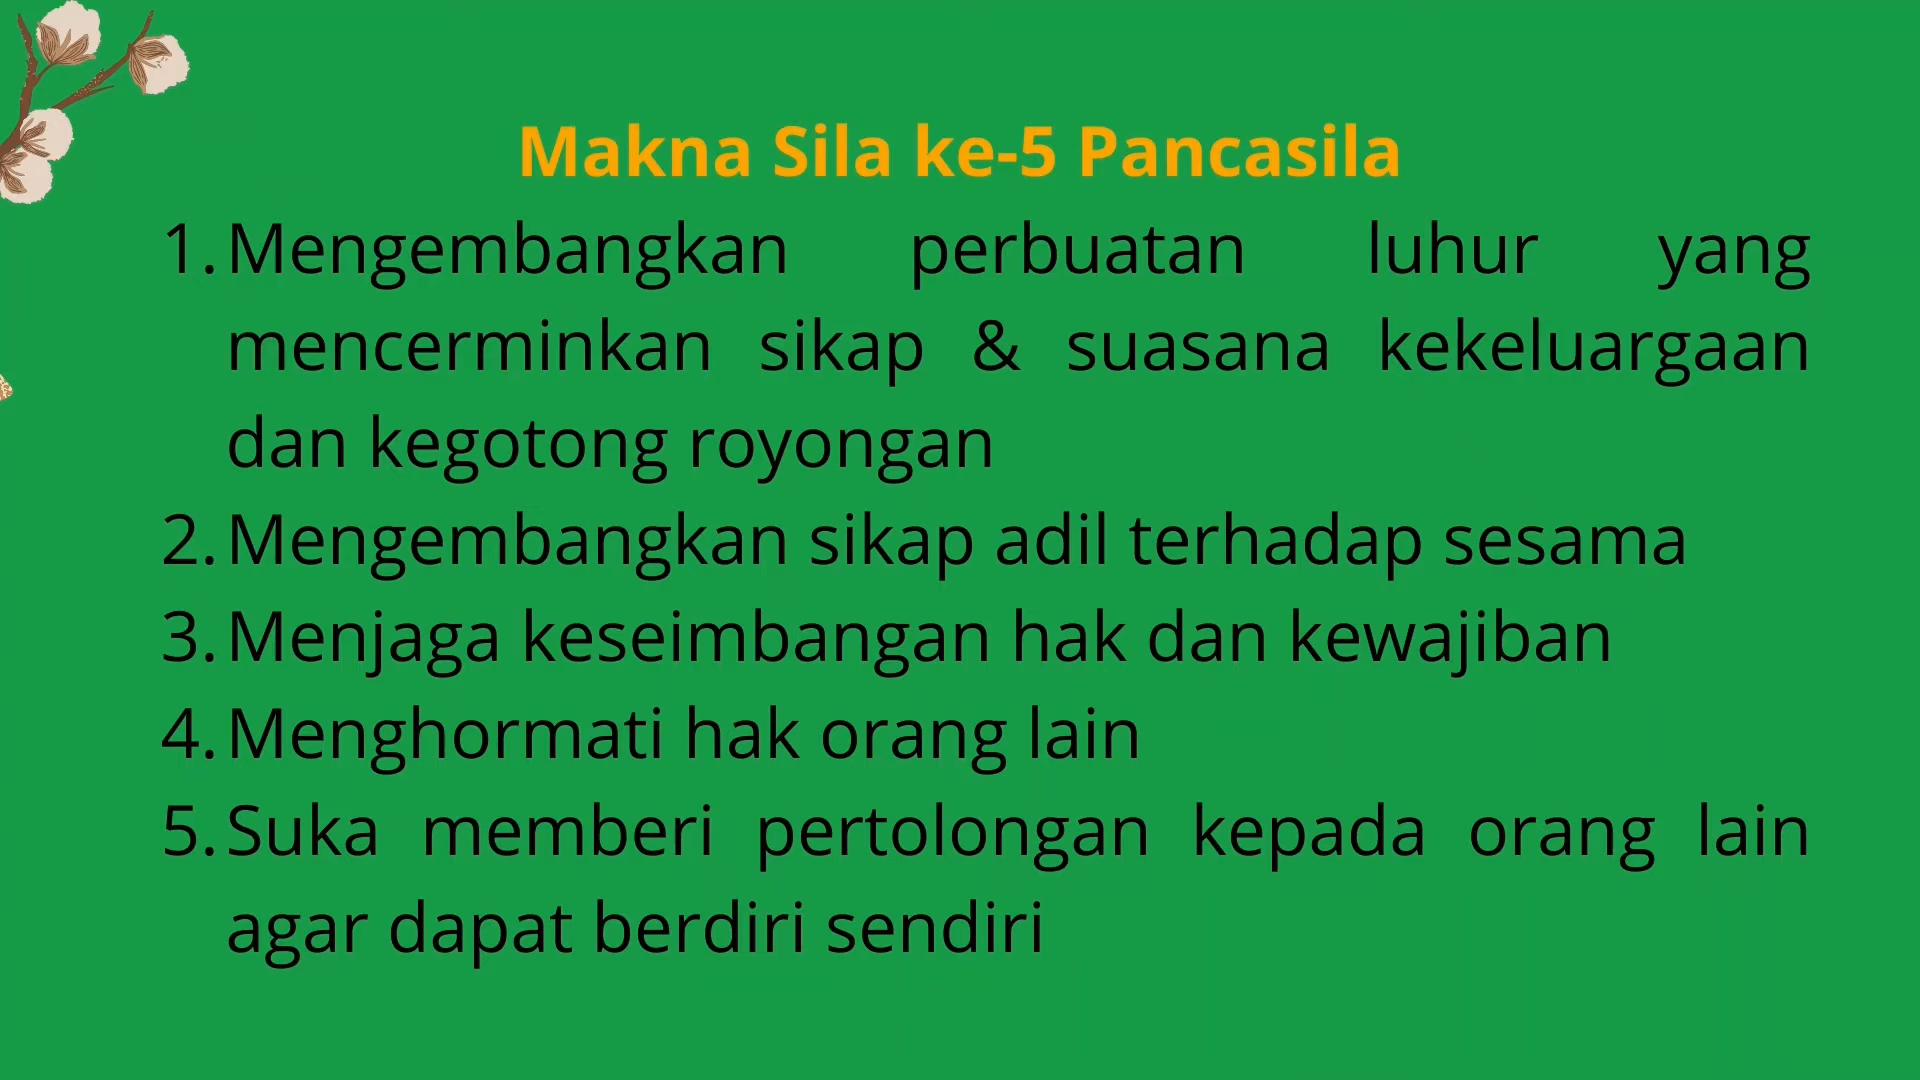 Makna Sila ke-5 Pancasila
1. Mengembangkan perbuatan luhur yang
mencerminkan sikap & suasana kekeluargaan
dan kegotong royongan
2. Mengembangkan sikap adil terhadap sesama
3. Menjaga keseimbangan hak dan kewajiban
4. Menghormati hak orang lain
5. Suka memberi pertolongan kepada orang lain
agar dapat berdiri sendiri